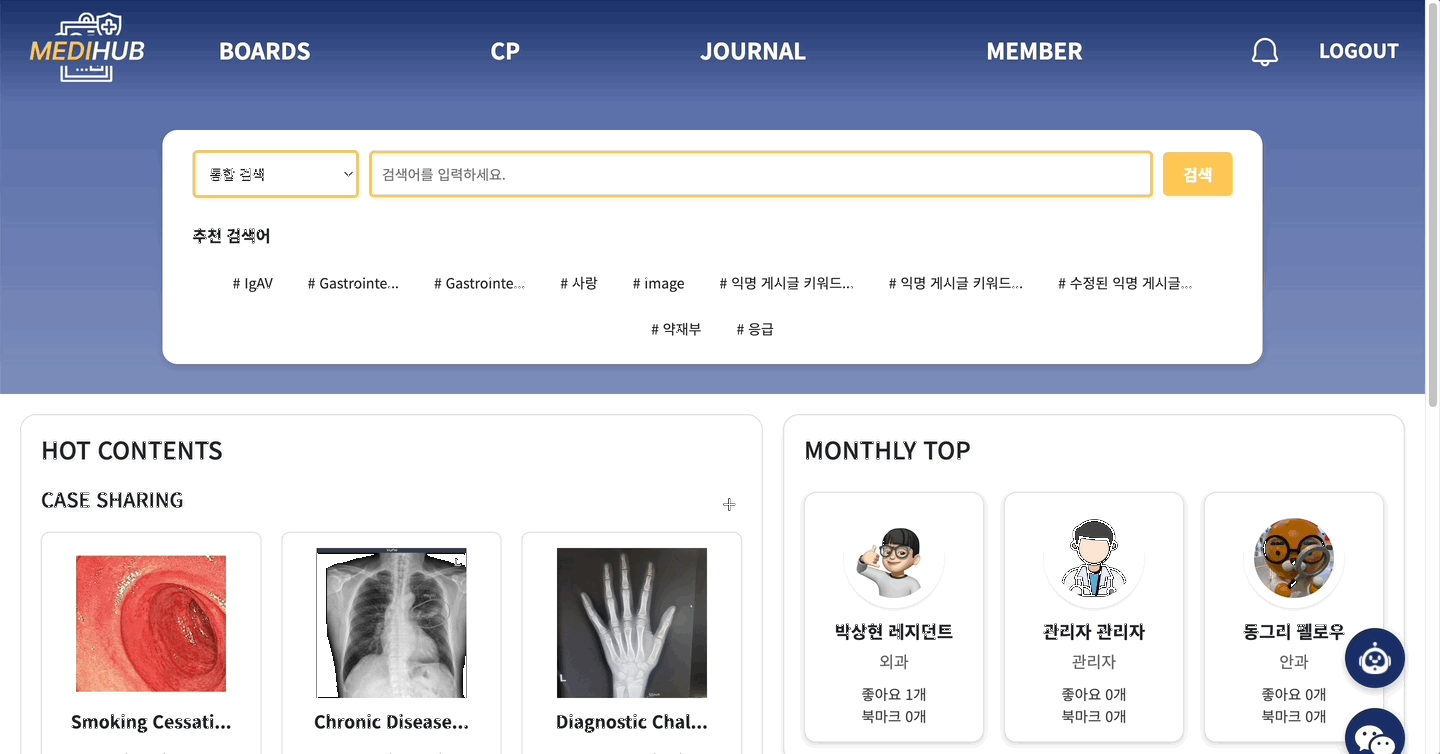 MEDIHUB
BOARDS
CP
JOURNAL
MEMBER
LOGOUT
통합 검색
검색어를 입력하세요.
검색
추천 검색어
# IgAV
# Gastrointe...
# Gastrointe...
# 사랑
# image
# 익명 게시글 키워드...
# 익명 게시글 키워드...
# 수정된 익명 게시글...
# 약재부
# 응급
HOT CONTENTS
CASE SHARING
Smoking Cessati...
Chronic Disease...
L
Diagnostic Chal...
MONTHLY TOP
박상현 레지던트
외과
좋아요 1개
북마크 0개
관리자 관리자
관리자
좋아요 0개
북마크 0개
동그리 펠로우
안과
좋아요 0개
북마크 0개